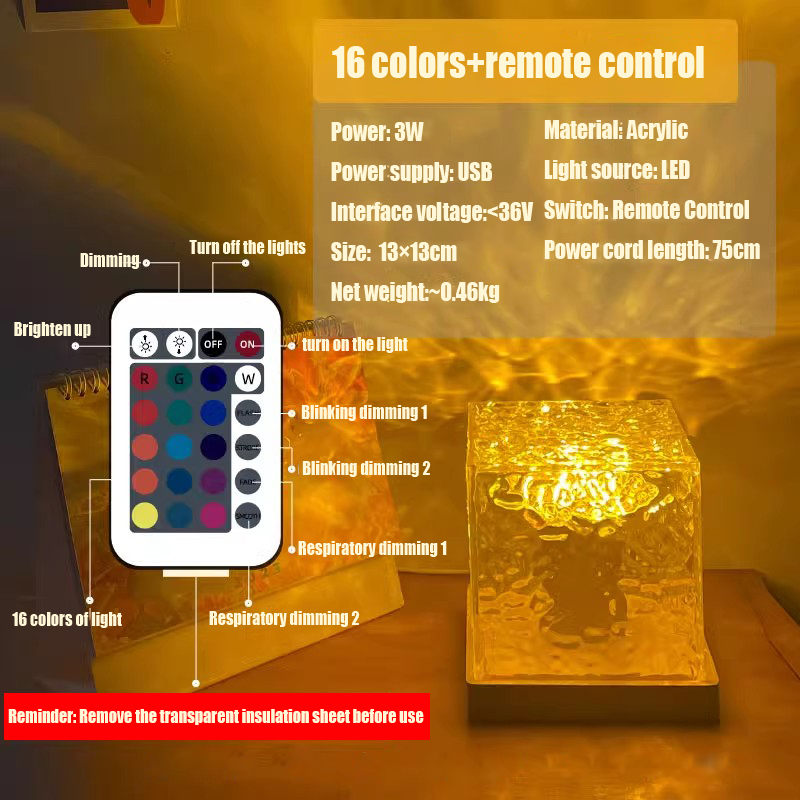 16 colors+remote control
Power: 3W
Power supply: USB
Interface voltage:<36V
Size: 13×13cm
Net weight:~0.46kg
Material: Acrylic
Light source: LED
Switch: Remote Control
Power cord length: 75cm
Dimming
Turn off the lights
Brighten up
turn on the light
OFF
ON
R
G
W
Blinking dimming 1
Blinking dimming 2
Respiratory dimming 1
16 colors of light
Respiratory dimming 2
Reminder: Remove the transparent insulation sheet before use